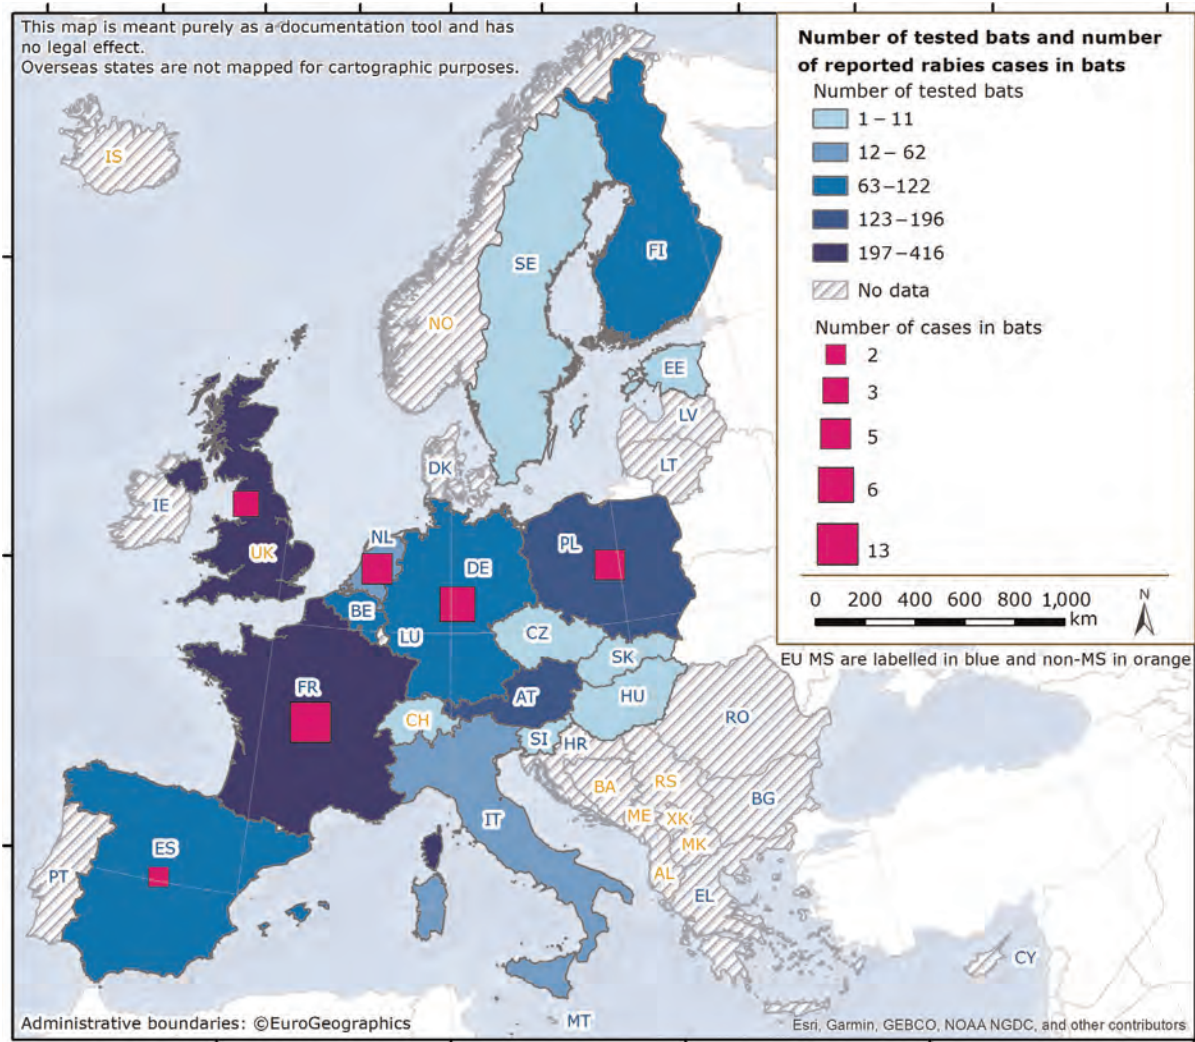 This map is meant purely as a documentation tool and has
no legal effect.
Overseas states are not mapped for cartographic purposes.
Number of tested bats and number
of reported rabies cases in bats
Number of tested bats
1 – 11
12 – 62
63 – 122
123 – 196
197 – 416
No data
Number of cases in bats
2
3
5
6
13
0 200 400 600 800 1,000
km
N
EU MS are labelled in blue and non-MS in orange
IS
SE
FI
NO
EE
LV
LT
DK
IE
UK
NL
DE
PL
BE
LU
CZ
SK
FR
CH
AT
HU
SI
HR
RO
BA
RS
BG
ME
XK
MK
AL
IT
ES
PT
EL
CY
MT
Administrative boundaries: ©EuroGeographics
Esri, Garmin, GEBCO, NOAA NGDC, and other contributors